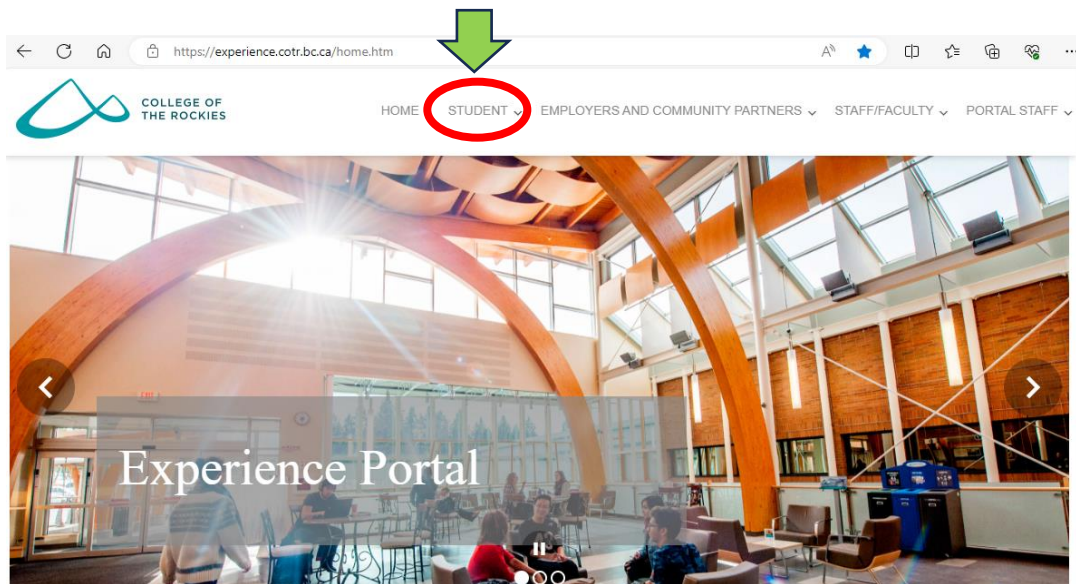 https://experience.cotr.bc.ca/home.htm
COLLEGE OF
THE ROCKIES
HOME STUDENT EMPLOYERS AND COMMUNITY PARTNERS STAFF/FACULTY PORTAL STAFF
EXIT
Experience Portal